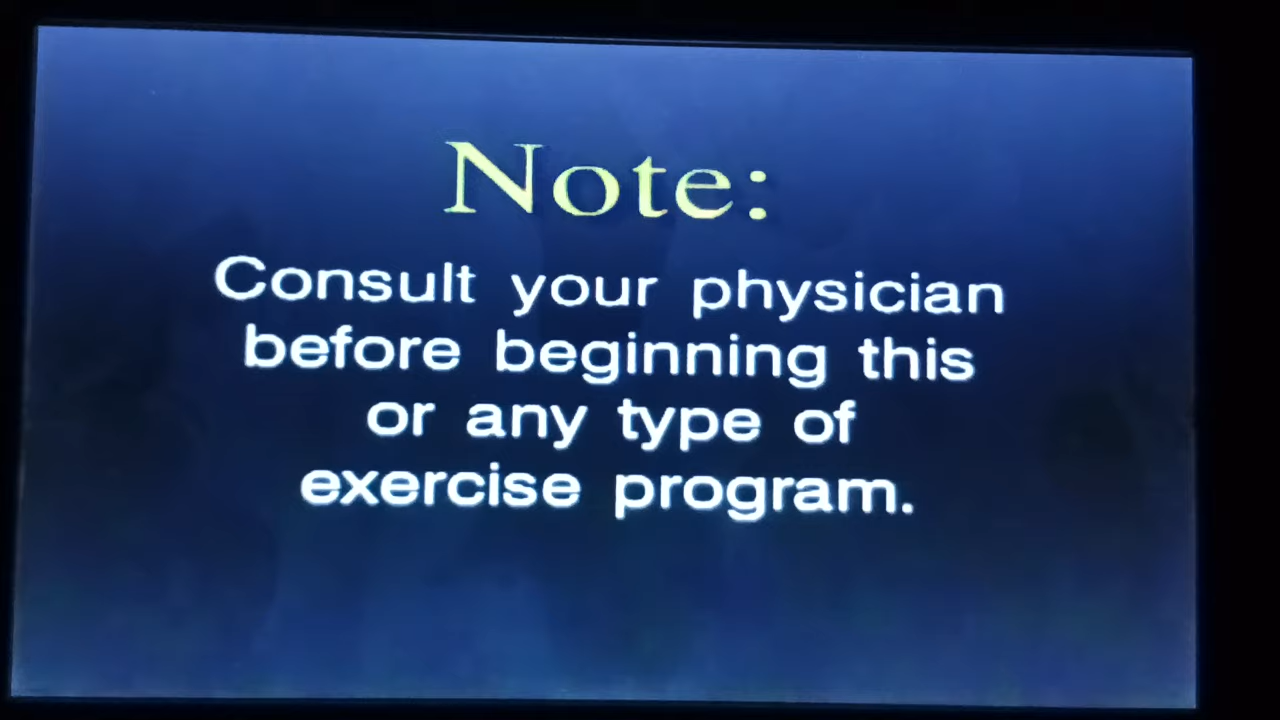 Note:
Consult your physician
before beginning this
or any type of
exercise program.